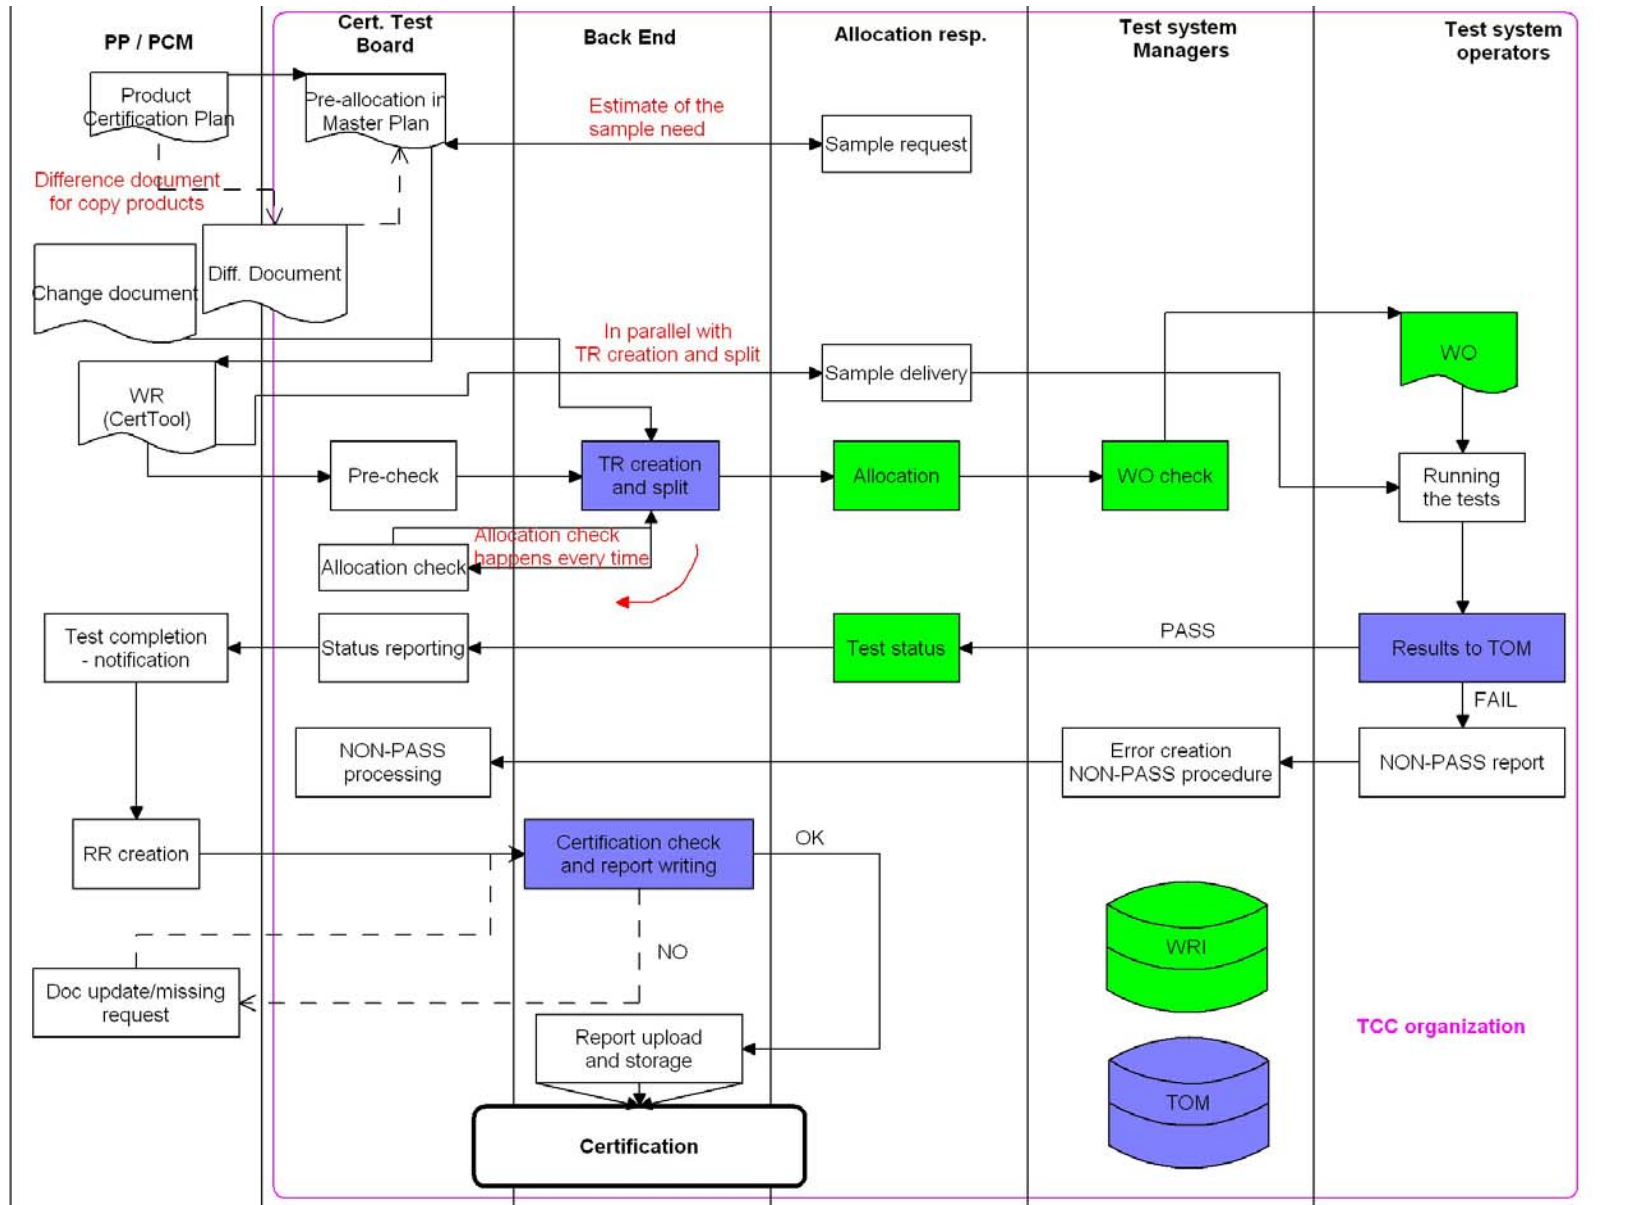 PP / PCM
Cert. Test
Board
Back End
Allocation resp.
Test system
Managers
Test system
operators
Product
Certification Plan
Pre-allocation in
Master Plan
Estimate of the
sample need
Sample request
Difference document
for copy products
Diff. Document
Change document
In parallel with
TR creation and split
Sample delivery
WO
WR
(CertTool)
Pre-check
TR creation
and split
Allocation
WO check
Running
the tests
Allocation check
happens every time
Allocation check
Test completion
- notification
Status reporting
Test status
PASS
Results to TOM
FAIL
NON-PASS
processing
Error creation
NON-PASS procedure
NON-PASS report
RR creation
Certification check
and report writing
OK
NO
WRI
Doc update/missing
request
Report upload
and storage
TCC organization
TOM
Certification